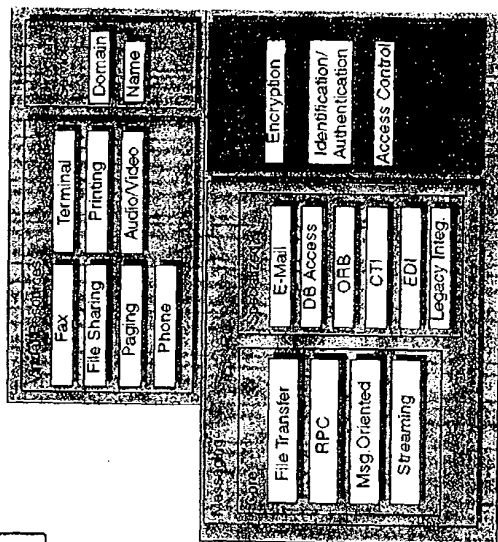 Fax
File Sharing
Paging
Phone
Terminal
Printing
Audio/Video
Domain
Name
Messaging
File Transfer
RPC
Msg.Oriented
Streaming
E-Mail
DB Access
ORB
CTI
EDI
Legacy Integ.
Encryption
Identification/
Authentication
Access Control